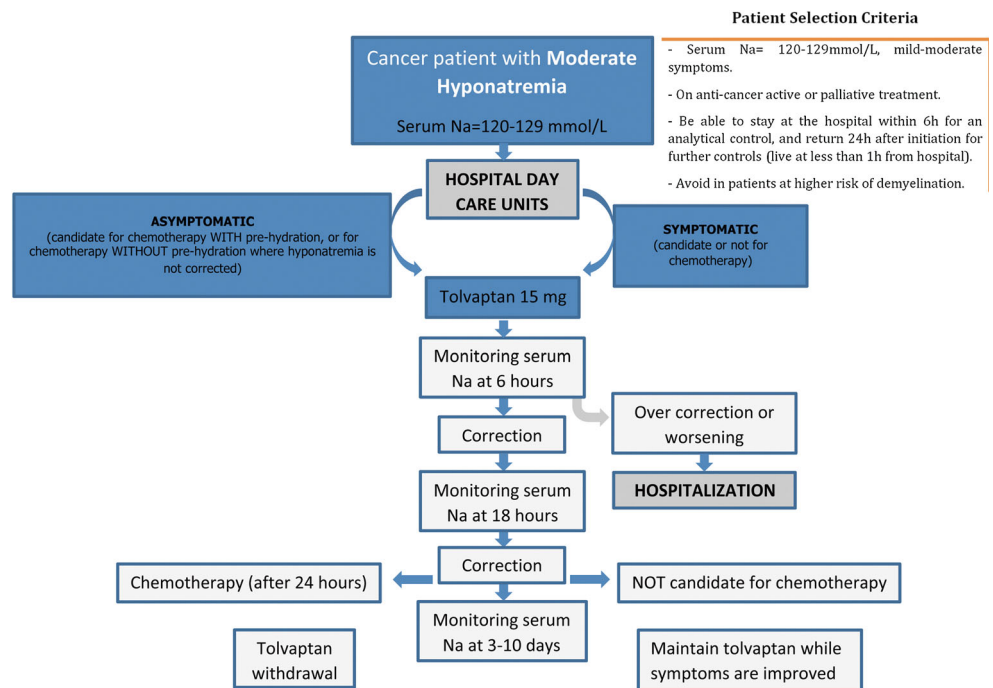 Patient Selection Criteria
- Serum Na= 120-129mmol/L, mild-moderate
symptoms.
- On anti-cancer active or palliative treatment.
- Be able to stay at the hospital within 6h for an
analytical control, and return 24h after initiation for
further controls (live at less than 1h from hospital).
- Avoid in patients at higher risk of demyelination.
Cancer patient with Moderate
Hyponatremia
Serum Na=120-129 mmol/L
HOSPITAL DAY
CARE UNITS
ASYMPTOMATIC
(candidate for chemotherapy WITH pre-hydration, or for
chemotherapy WITHOUT pre-hydration where hyponatremia is
not corrected)
SYMPTOMATIC
(candidate or not for
chemotherapy)
Tolvaptan 15 mg
Monitoring serum
Na at 6 hours
Over correction or
worsening
HOSPITALIZATION
Correction
Monitoring serum
Na at 18 hours
Correction
Chemotherapy (after 24 hours)
NOT candidate for chemotherapy
Monitoring serum
Na at 3-10 days
Tolvaptan
withdrawal
Maintain tolvaptan while
symptoms are improved